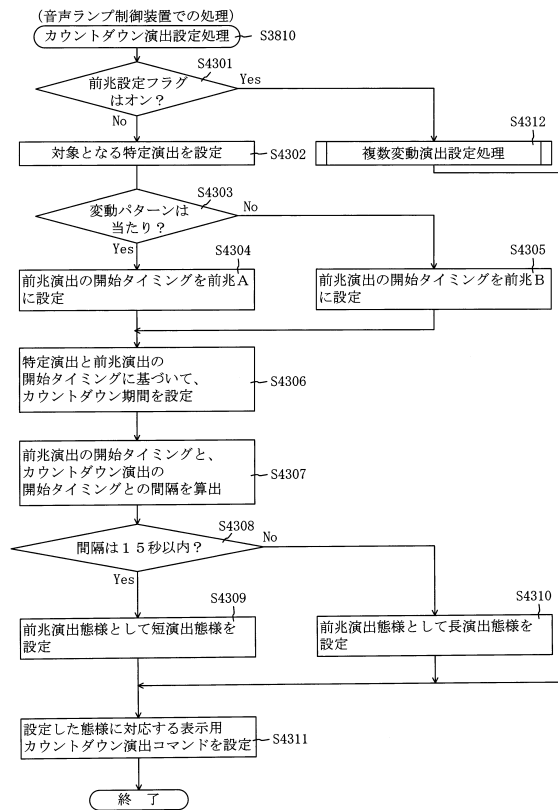 (音声ランプ制御装置での処理)
カウントダウン演出設定処理
S3810
S4301
前兆設定フラグ
はオン?
Yes
No
S4312
対象となる特定演出を設定
S4302
複数変動演出設定処理
S4303
変動パターンは
当たり?
No
Yes
S4304
S4305
前兆演出の開始タイミングを前兆A
に設定
前兆演出の開始タイミングを前兆B
に設定
特定演出と前兆演出の
開始タイミングに基づいて、
カウントダウン期間を設定
S4306
前兆演出の開始タイミングと、
カウントダウン演出の
開始タイミングとの間隔を算出
S4307
S4308
間隔は15秒以内?
No
Yes
S4309
S4310
前兆演出態様として短演出態様を
設定
前兆演出態様として長演出態様を
設定
設定した態様に対応する表示用
カウントダウン演出コマンドを設定
S4311
終 了